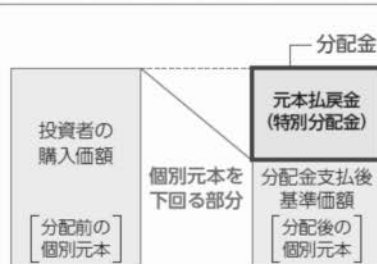 分配金
元本払戻金
(特別分配金)
投資者の
購入価額
個別元本を
下回る部分
分配金支払後
基準価額
分配前の
個別元本
分配後の
個別元本